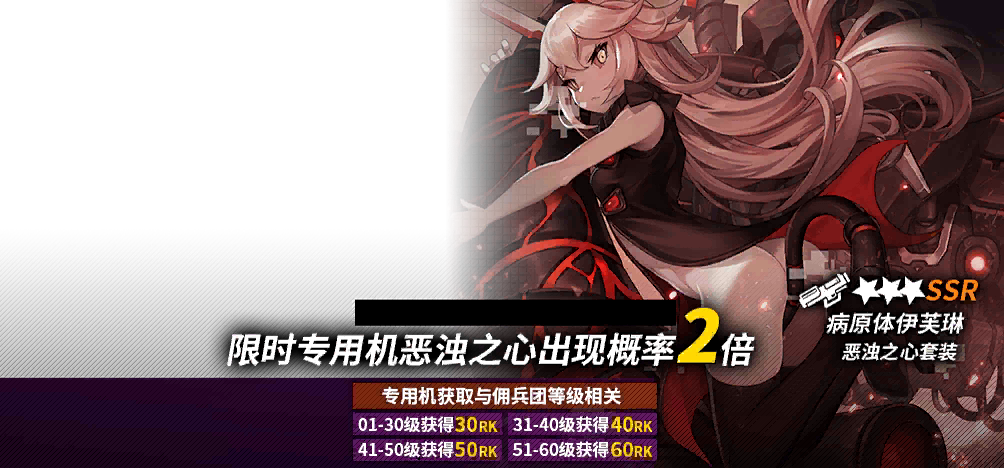 限时专用机恶浊之心出现概率2倍
SSR
病原体伊芙琳
恶浊之心套装
专用机获取与佣兵团等级相关
01-30级获得30RK 31-40级获得40RK
41-50级获得50RK 51-60级获得60RK